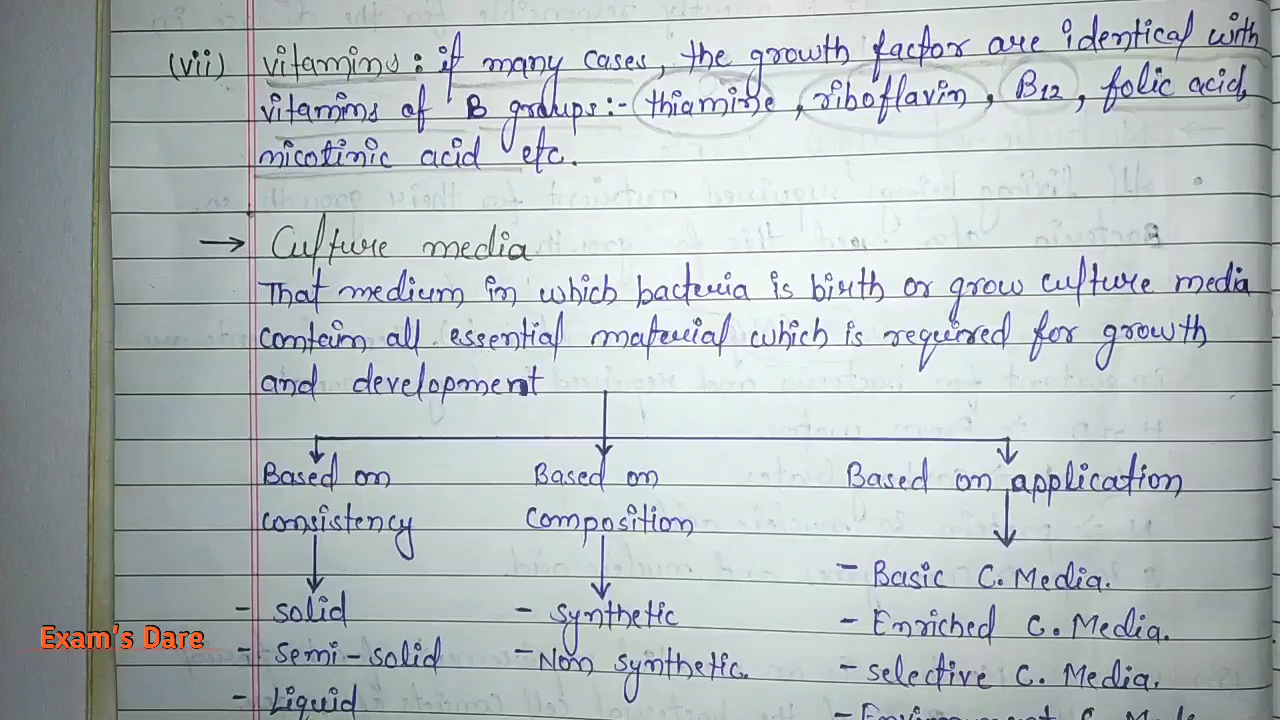 (vii) vitamins : if many cases, the growth factor are identical with
vitamins of B groups :- thiamine, riboflavin, B12, folic acid,
nicotinic acid etc.
→ Culture media
That medium in which bacteria is birth or grow culture media
contain all essential material which is required for growth
and development
Based on consistency
- solid
- Semi-solid
- Liquid
Based on composition
- synthetic
- Non synthetic.
Based on application
- Basic C. Media.
- Enriched C. Media.
- selective C. Media.
Exam's Dare